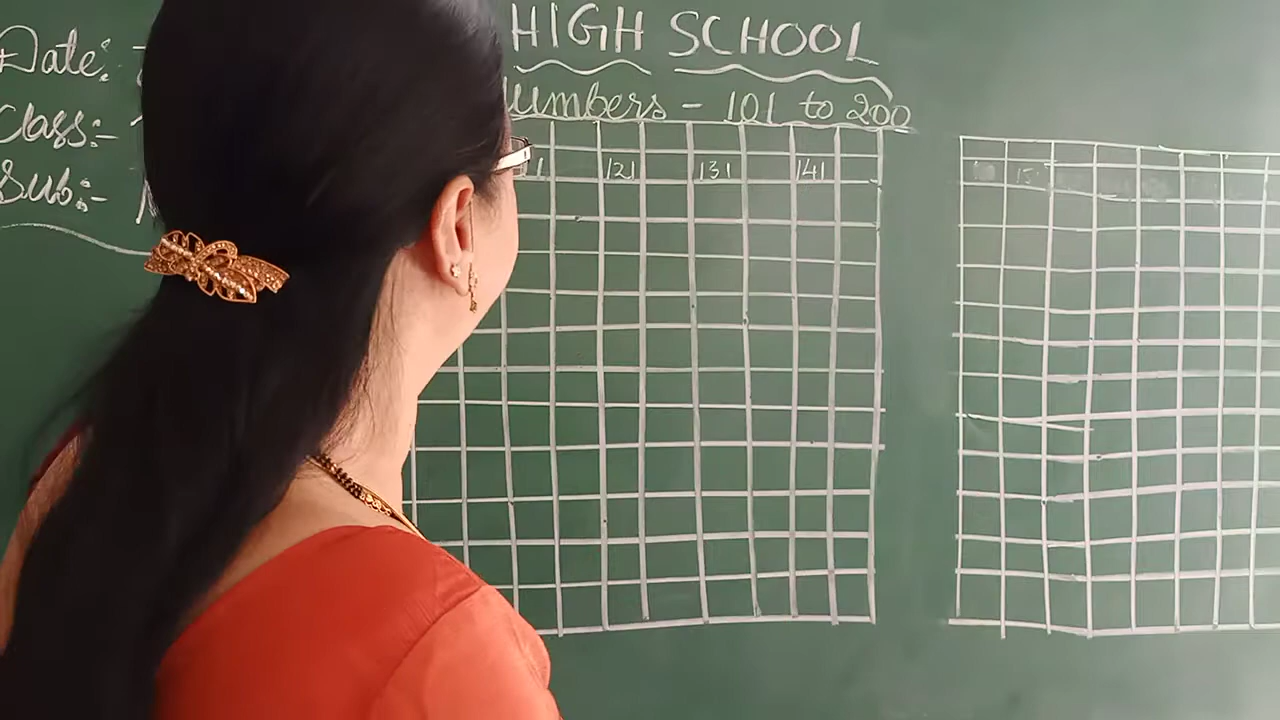 HIGH SCHOOL
Date:
Numbers - 101 to 200
Class:-
Sub:-
121 131 141